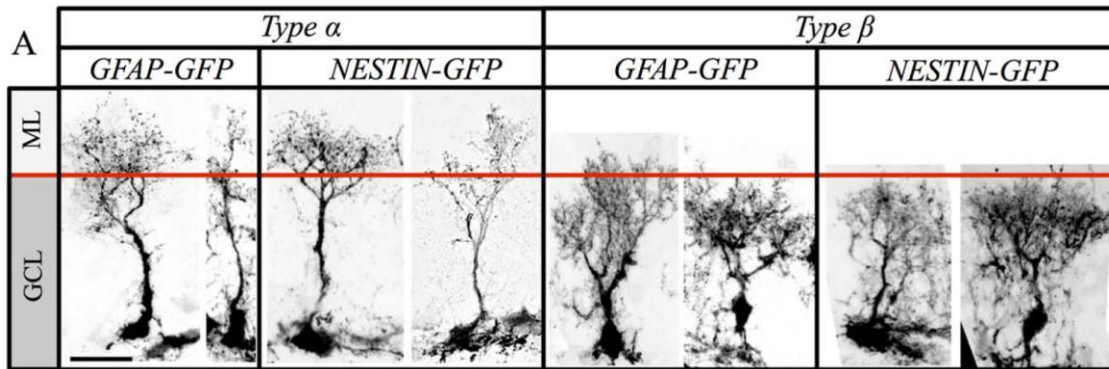 A
Type α
Type β
GFAP-GFP
NESTIN-GFP
GFAP-GFP
NESTIN-GFP
ML
GCL